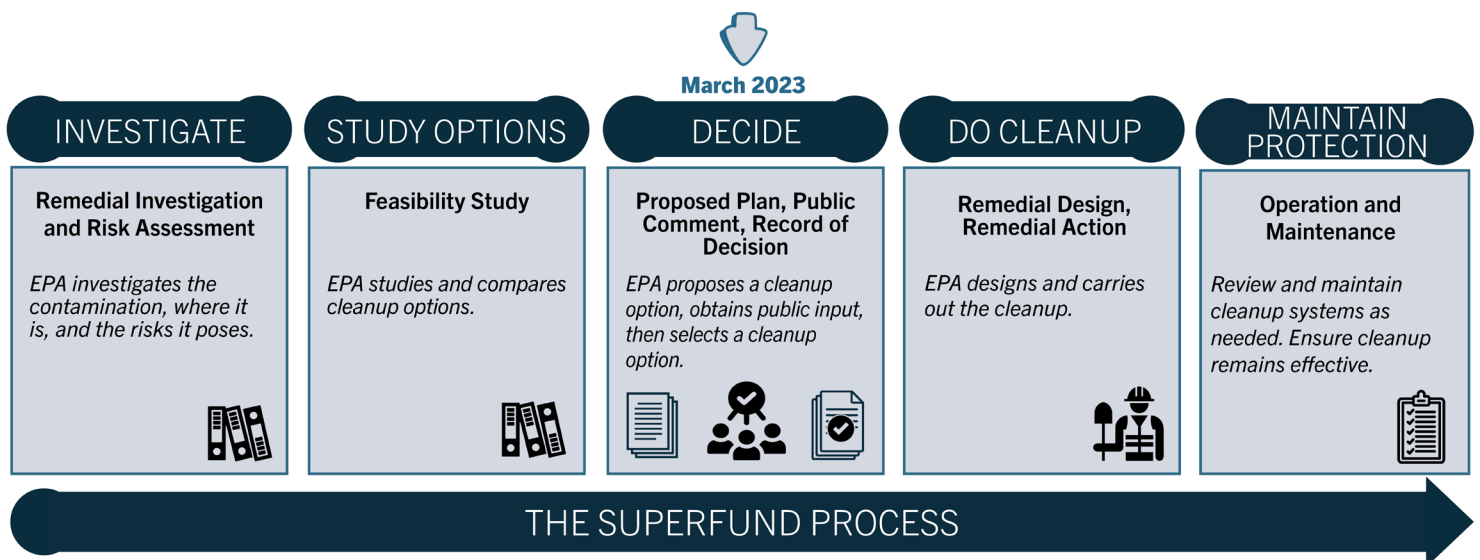 March 2023
INVESTIGATE
Remedial Investigation
and Risk Assessment
EPA investigates the
contamination, where it
is, and the risks it poses.
STUDY OPTIONS
Feasibility Study
EPA studies and compares
cleanup options.
DECIDE
Proposed Plan, Public
Comment, Record of
Decision
EPA proposes a cleanup
option, obtains public input,
then selects a cleanup
option.
DO CLEANUP
Remedial Design,
Remedial Action
EPA designs and carries
out the cleanup.
MAINTAIN
PROTECTION
Operation and
Maintenance
Review and maintain
cleanup systems as
needed. Ensure cleanup
remains effective.
THE SUPERFUND PROCESS